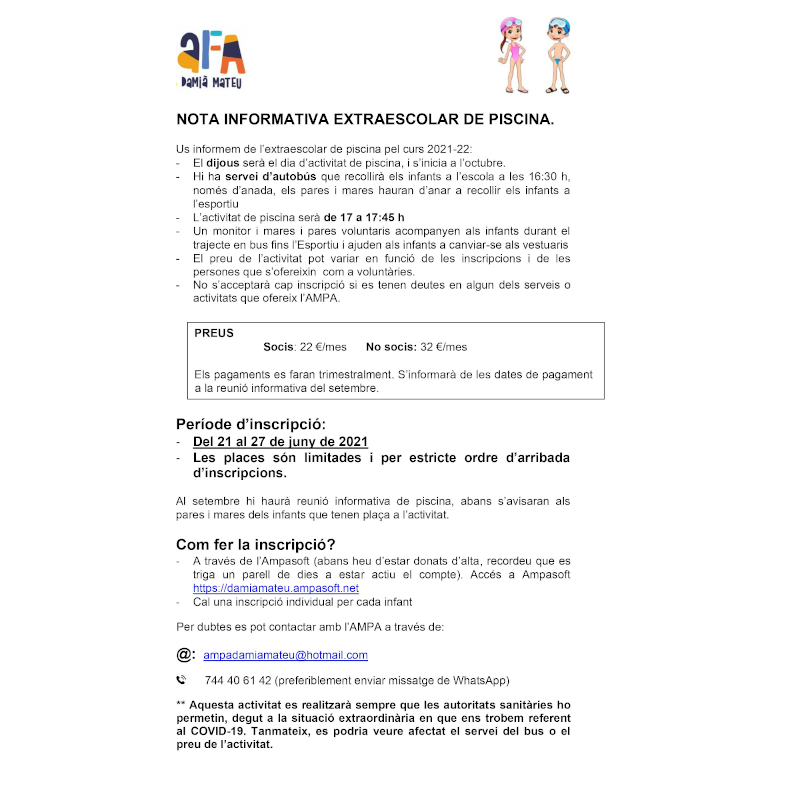 aFA
DAMIÀ MATEU
NOTA INFORMATIVA EXTRAESCOLAR DE PISCINA.
Us informem de l’extraescolar de piscina pel curs 2021-22:
- El dijous serà el dia d’activitat de piscina, i s’inicia a l’octubre.
- Hi ha servei d’autobús que recollirà els infants a l’escola a les 16:30 h,
només d’anada, els pares i mares hauran d’anar a recollir els infants a
l’esportiu
- L’activitat de piscina serà de 17 a 17:45 h
- Un monitor i mares i pares voluntaris acompanyen als infants durant el
trajecte en bus fins l’Esportiu i ajuden als infants a canviar-se als vestuaris
- El preu de l’activitat pot variar en funció de les inscripcions i de les
persones que s’ofereixin com a voluntàries.
- No s’acceptarà cap inscripció si es tenen deutes en algun dels serveis o
activitats que ofereix l’AMPA.
PREUS
Socis: 22 €/mes No socis: 32 €/mes
Els pagaments es faran trimestralment. S’informarà de les dates de pagament
a la reunió informativa del setembre.
Període d’inscripció:
- Del 21 al 27 de juny de 2021
- Les places són limitades i per estricte ordre d’arribada
d’inscripcions.
Al setembre hi haurà reunió informativa de piscina, abans s’avisaran als
pares i mares dels infants que tenen plaça a l’activitat.
Com fer la inscripció?
- A través de l’Ampasoft (abans heu d’estar donats d’alta, recordeu que es
triga un parell de dies a estar actiu el compte). Accés a Ampasoft
https://damiamateu.ampasoft.net
- Cal una inscripció individual per cada infant
Per dubtes es pot contactar amb l’AMPA a través de:
@: ampadamiamateu@hotmail.com
744 40 61 42 (preferiblement enviar missatge de WhatsApp)
** Aquesta activitat es realitzarà sempre que les autoritats sanitàries ho
permetin, degut a la situació extraordinària en que ens trobem referent
al COVID-19. Tanmateix, es podria veure afectat el servei del bus o el
preu de l’activitat.